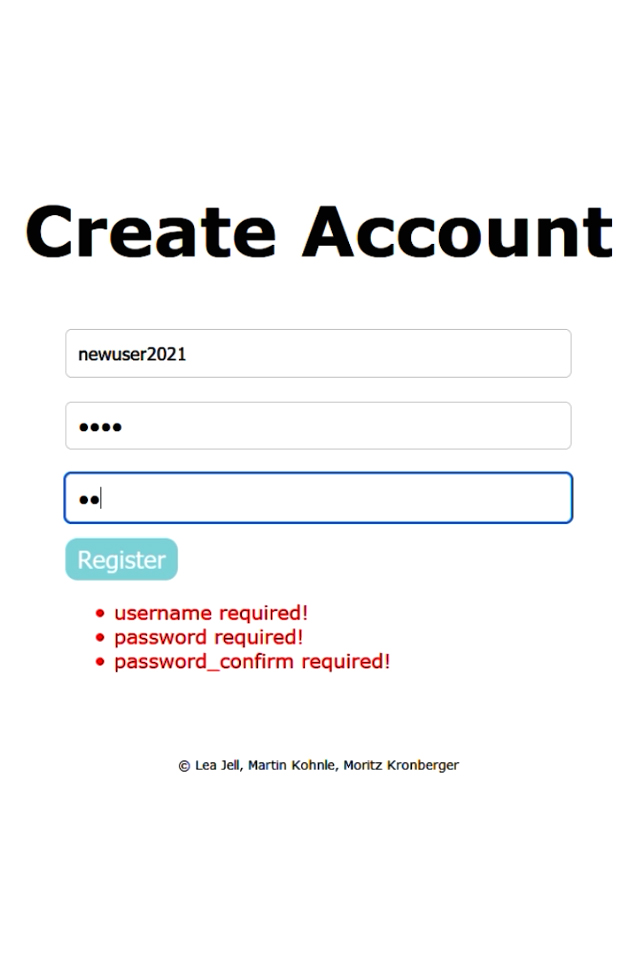 Create Account
newuser2021
••••
••
Register
• username required!
• password required!
• password_confirm required!
© Lea Jell, Martin Kohnle, Moritz Kronberger